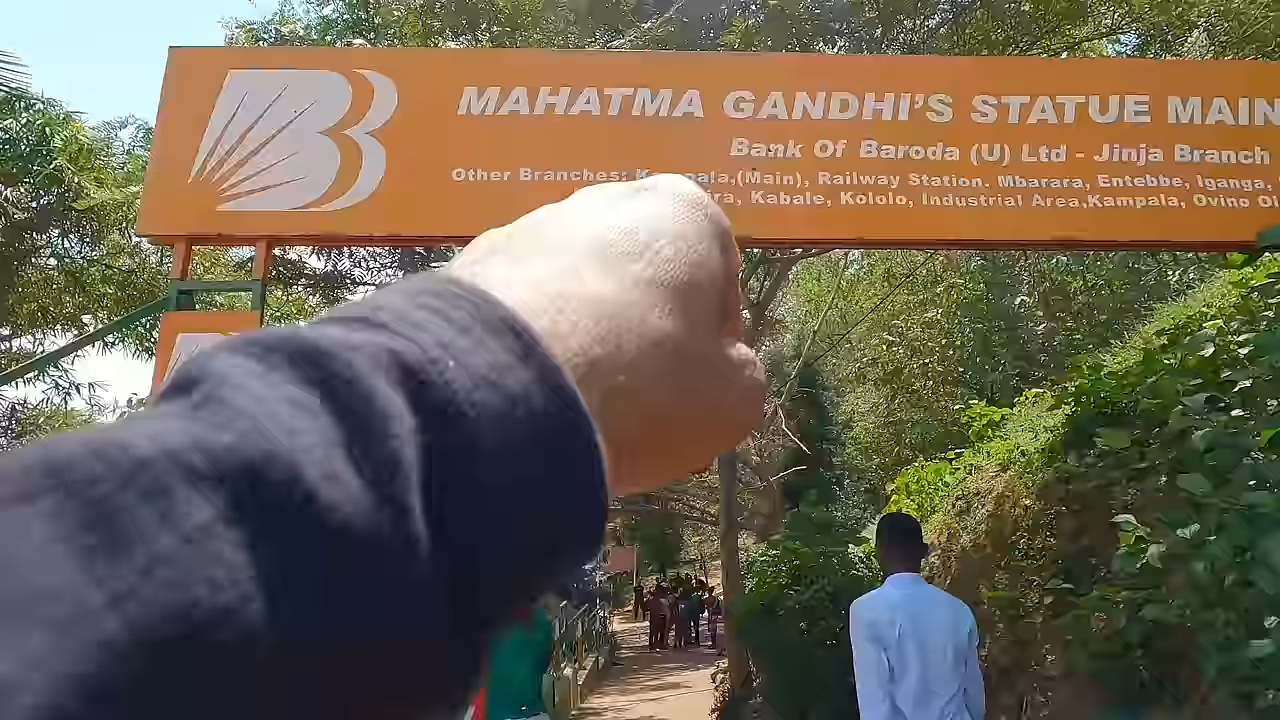 MAHATMA GANDHI'S STATUE MAIN
Bank Of Baroda (U) Ltd - Jinja Branch
Other Branches: (Main), Railway Station. Mbarara, Entebbe, Iganga,
Kabale, Kololo, Industrial Area,Kampala, Ovino